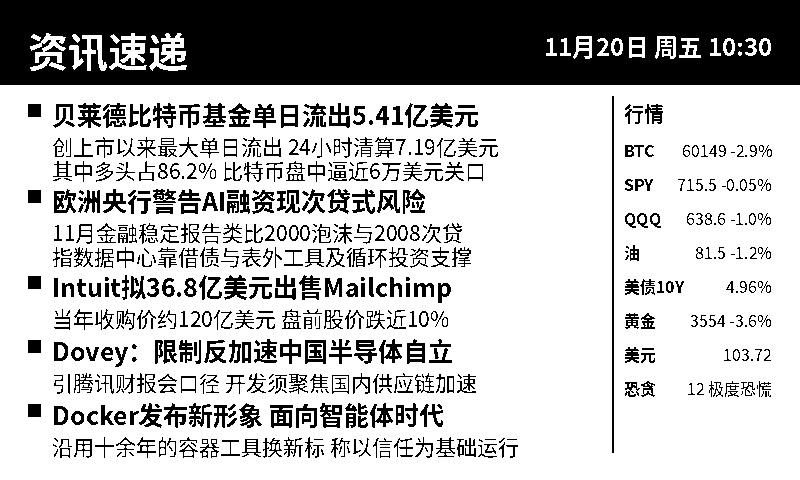 资讯速递
11月20日 周五 10:30
贝莱德比特币基金单日流出5.41亿美元
创上市以来最大单日流出 24小时清算7.19亿美元
其中多头占86.2% 比特币盘中逼近6万美元关口
欧洲央行警告AI融资现次贷式风险
11月金融稳定报告类比2000泡沫与2008次贷
指数据中心靠借债与表外工具及循环投资支撑
Intuit拟36.8亿美元出售Mailchimp
当年收购价约120亿美元 盘前股价跌近10%
Dovey：限制反加速中国半导体自立
引腾讯财报会口径 开发须聚焦国内供应链加速
Docker发布新形象 面向智能体时代
沿用十余年的容器工具换新标 称以信任为基础运行
行情
BTC 60149 -2.9%
SPY 715.5 -0.05%
QQQ 638.6 -1.0%
油 81.5 -1.2%
美债10Y 4.96%
黄金 3554 -3.6%
美元 103.72
恐贪 12 极度恐慌